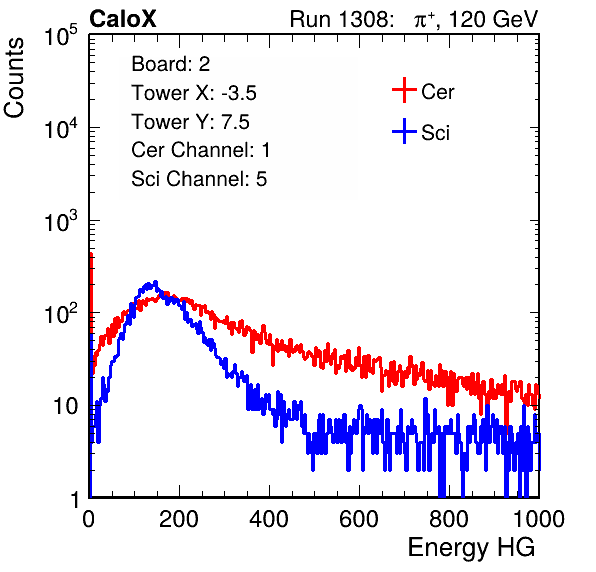 CaloX Run 1308: π⁺, 120 GeV
Counts
Board: 2
Tower X: -3.5
Tower Y: 7.5
Cer Channel: 1
Sci Channel: 5
Cer
Sci
10⁵
10⁴
10³
10²
10
1
0 200 400 600 800 1000
Energy HG